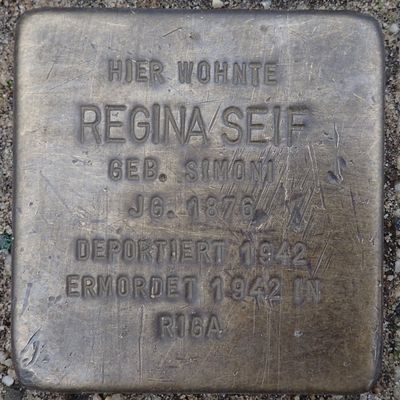 HIER WOHNTE
REGINA SEIF
GEB. SIMONI
JG. 1876
DEPORTIERT 1942
ERMORDET 1942 IN
RIGA